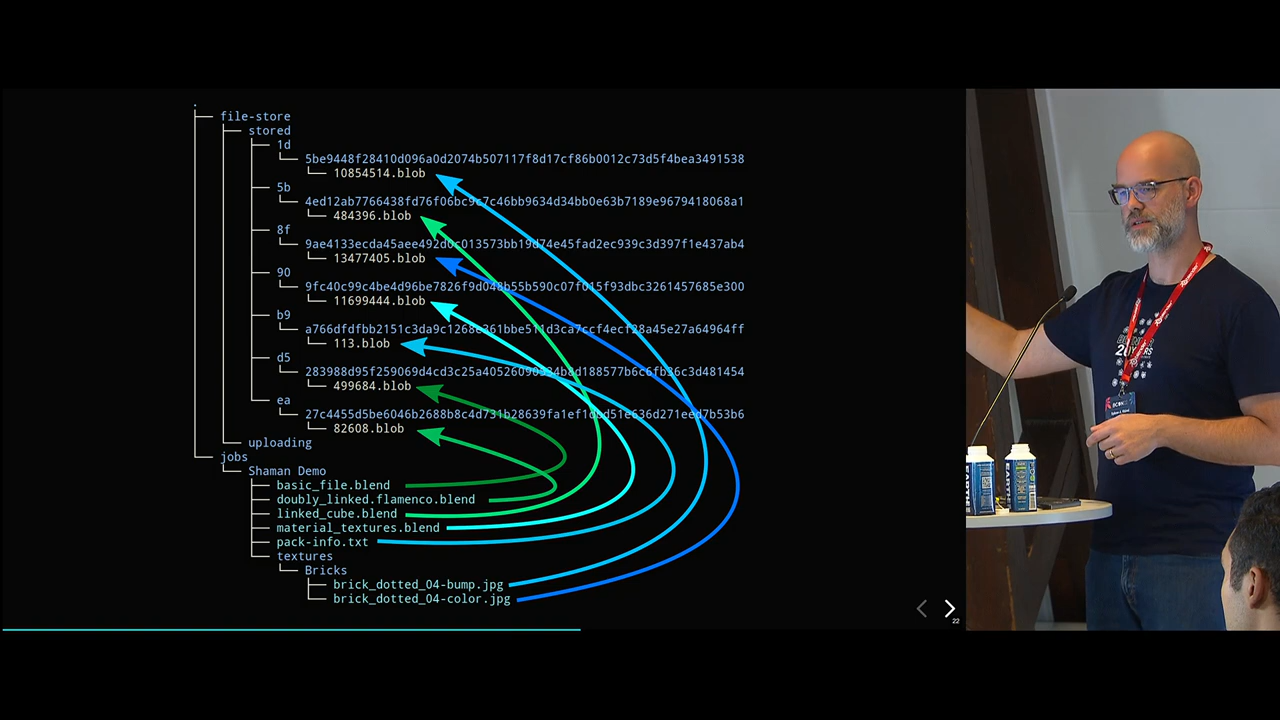 .
file-store
stored
1d
5be9448f28410d096a0d2074b507117f8d17cf86b0012c73d5f4bea3491538
10854514.blob
5b
484396.blob
8f
13477405.blob
90
11699444.blob
b9
113.blob
d5
499684.blob
ea
82608.blob
uploading
jobs
Shaman Demo
basic_file.blend
doubly_linked.flamenco.blend
linked_cube.blend
material_textures.blend
pack-info.txt
textures
Bricks
brick_dotted_04-bump.jpg
brick_dotted_04-color.jpg
22